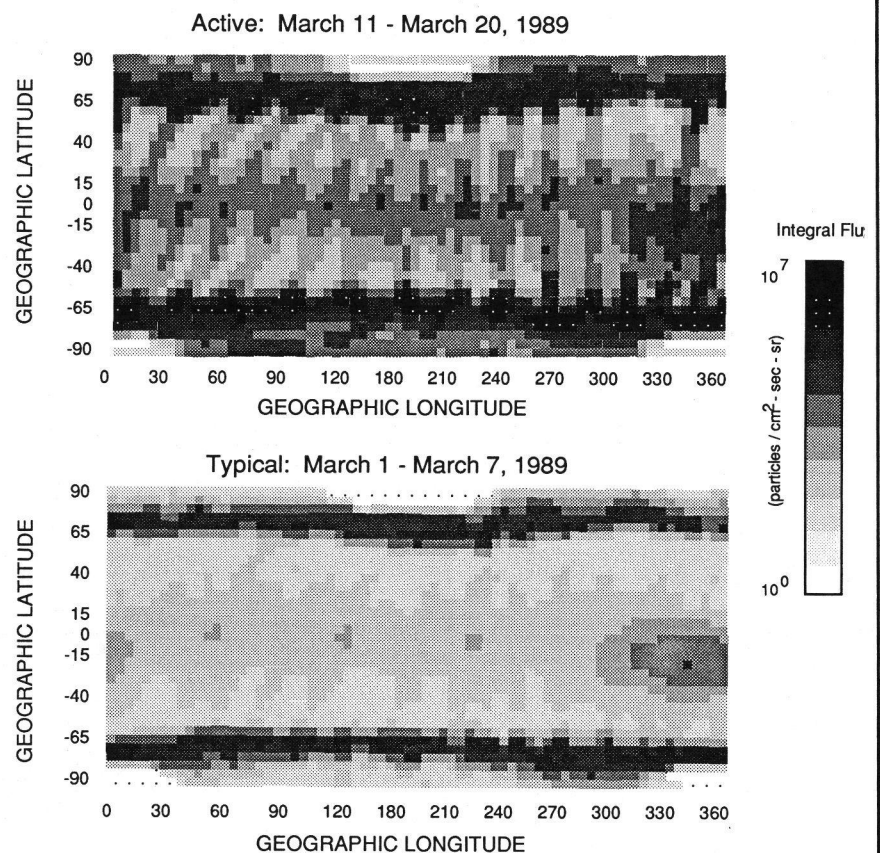 Active: March 11 - March 20, 1989
GEOGRAPHIC LATITUDE
90
65
40
15
0
-15
-40
-65
-90
0 30 60 90 120 150 180 210 240 270 300 330 360
GEOGRAPHIC LONGITUDE
Integral Flu
10^7
(particles / cm^2 - sec - sr)
10^0
Typical: March 1 - March 7, 1989
GEOGRAPHIC LATITUDE
90
65
40
15
0
-15
-40
-65
-90
0 30 60 90 120 150 180 210 240 270 300 330 360
GEOGRAPHIC LONGITUDE